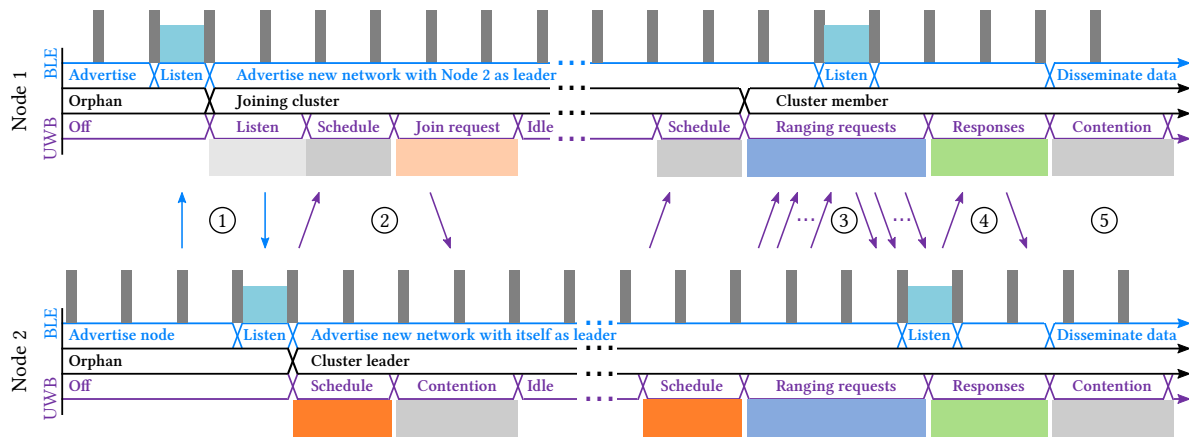 Node 1
BLE
Advertise Listen Advertise new network with Node 2 as leader ... Listen Disseminate data
Orphan Joining cluster ... Cluster member
UWB
Off Listen Schedule Join request Idle ... Schedule Ranging requests Responses Contention
1 2 ... 3 ... 4 5
Node 2
BLE
Advertise node Listen Advertise new network with itself as leader ... Listen Disseminate data
Orphan Cluster leader ...
UWB
Off Schedule Contention Idle ... Schedule Ranging requests Responses Contention